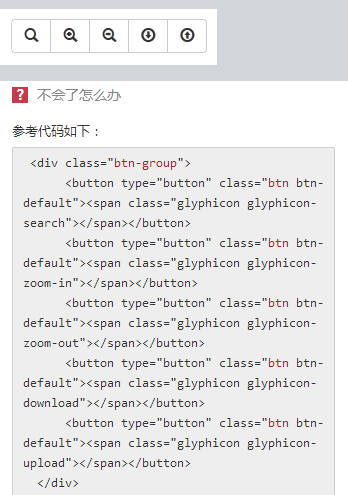 ? 不会了怎么办
参考代码如下：
<div class="btn-group">
<button type="button" class="btn btn-
default"><span class="glyphicon glyphicon-
search"></span></button>
<button type="button" class="btn btn-
default"><span class="glyphicon glyphicon-
zoom-in"></span></button>
<button type="button" class="btn btn-
default"><span class="glyphicon glyphicon-
zoom-out"></span></button>
<button type="button" class="btn btn-
default"><span class="glyphicon glyphicon-
download"></span></button>
<button type="button" class="btn btn-
default"><span class="glyphicon glyphicon-
upload"></span></button>
</div>